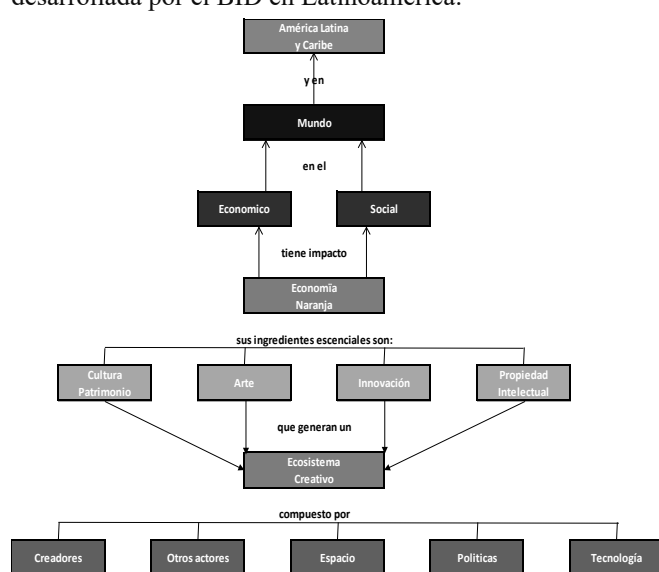 desarrollada por el BID en Latinoamérica.
América Latina
y Caribe
y en
Mundo
en el
Economico
Social
tiene impacto
Economïa
Naranja
sus ingredientes escenciales son:
Cultura
Patrimonio
Arte
Innovación
Propiedad
Intelectual
que generan un
Ecosistema
Creativo
compuesto por
Creadores
Otros actores
Espacio
Politicas
Tecnología